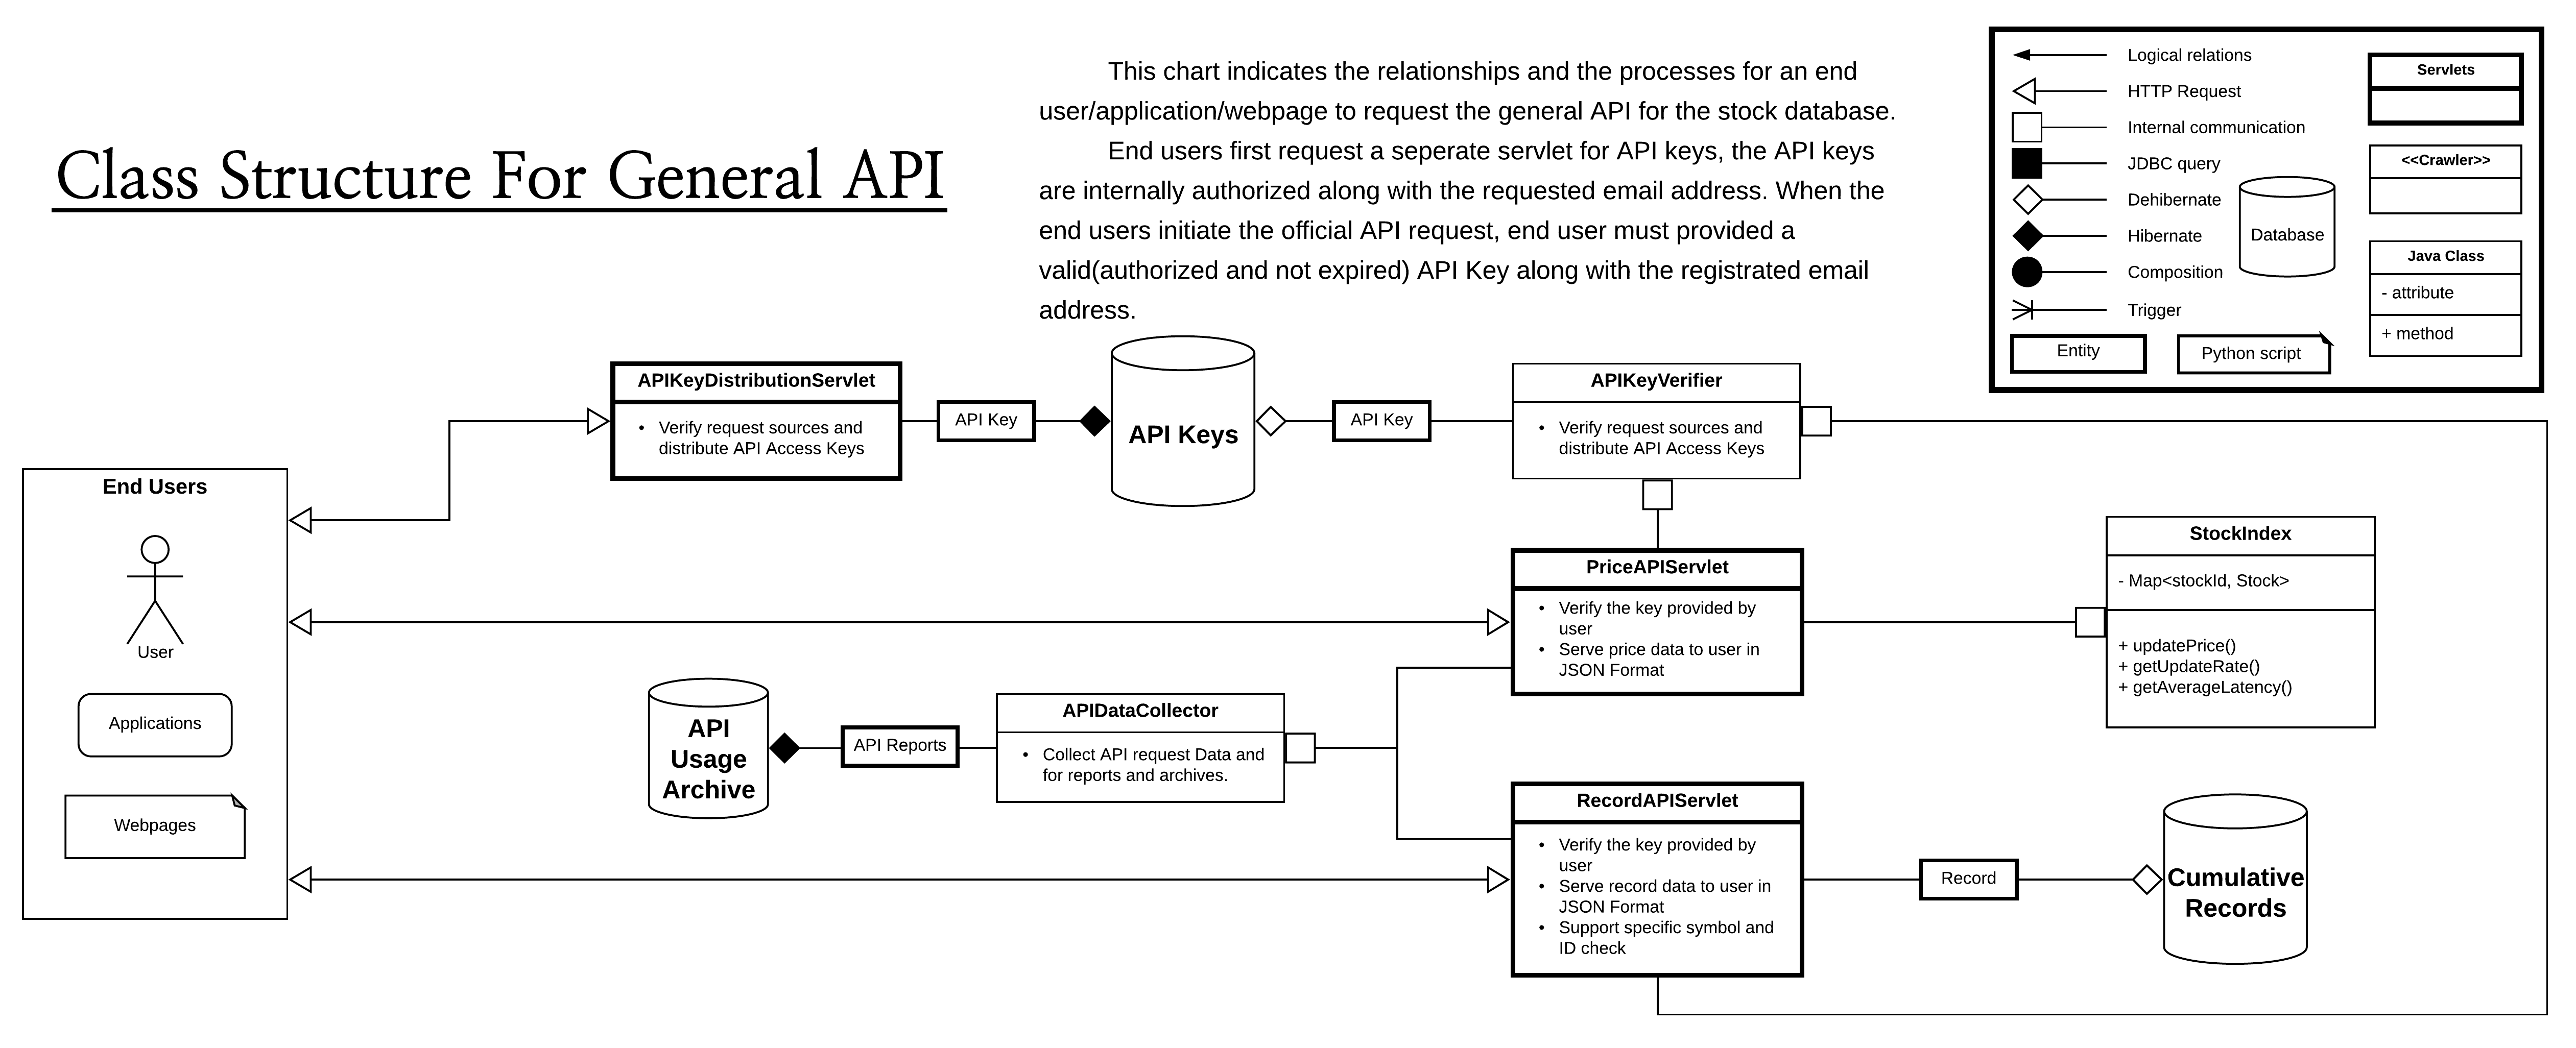 Class Structure For General API
This chart indicates the relationships and the processes for an end
user/application/webpage to request the general API for the stock database.
End users first request a seperate servlet for API keys, the API keys
are internally authorized along with the requested email address. When the
end users initiate the official API request, end user must provided a
valid(authorized and not expired) API Key along with the registrated email
address.
Logical relations
HTTP Request
Internal communication
JDBC query
Dehibernate
Hibernate
Composition
Trigger
Entity
Python script
Database
Servlets
<<Crawler>>
Java Class
- attribute
+ method
End Users
User
Applications
Webpages
APIKeyDistributionServlet
• Verify request sources and
distribute API Access Keys
API Key
API Keys
API Key
APIKeyVerifier
• Verify request sources and
distribute API Access Keys
PriceAPIServlet
• Verify the key provided by
user
• Serve price data to user in
JSON Format
StockIndex
- Map<stockId, Stock>
+ updatePrice()
+ getUpdateRate()
+ getAverageLatency()
API
Usage
Archive
API Reports
APIDataCollector
• Collect API request Data and
for reports and archives.
RecordAPIServlet
• Verify the key provided by
user
• Serve record data to user in
JSON Format
• Support specific symbol and
ID check
Record
Cumulative
Records